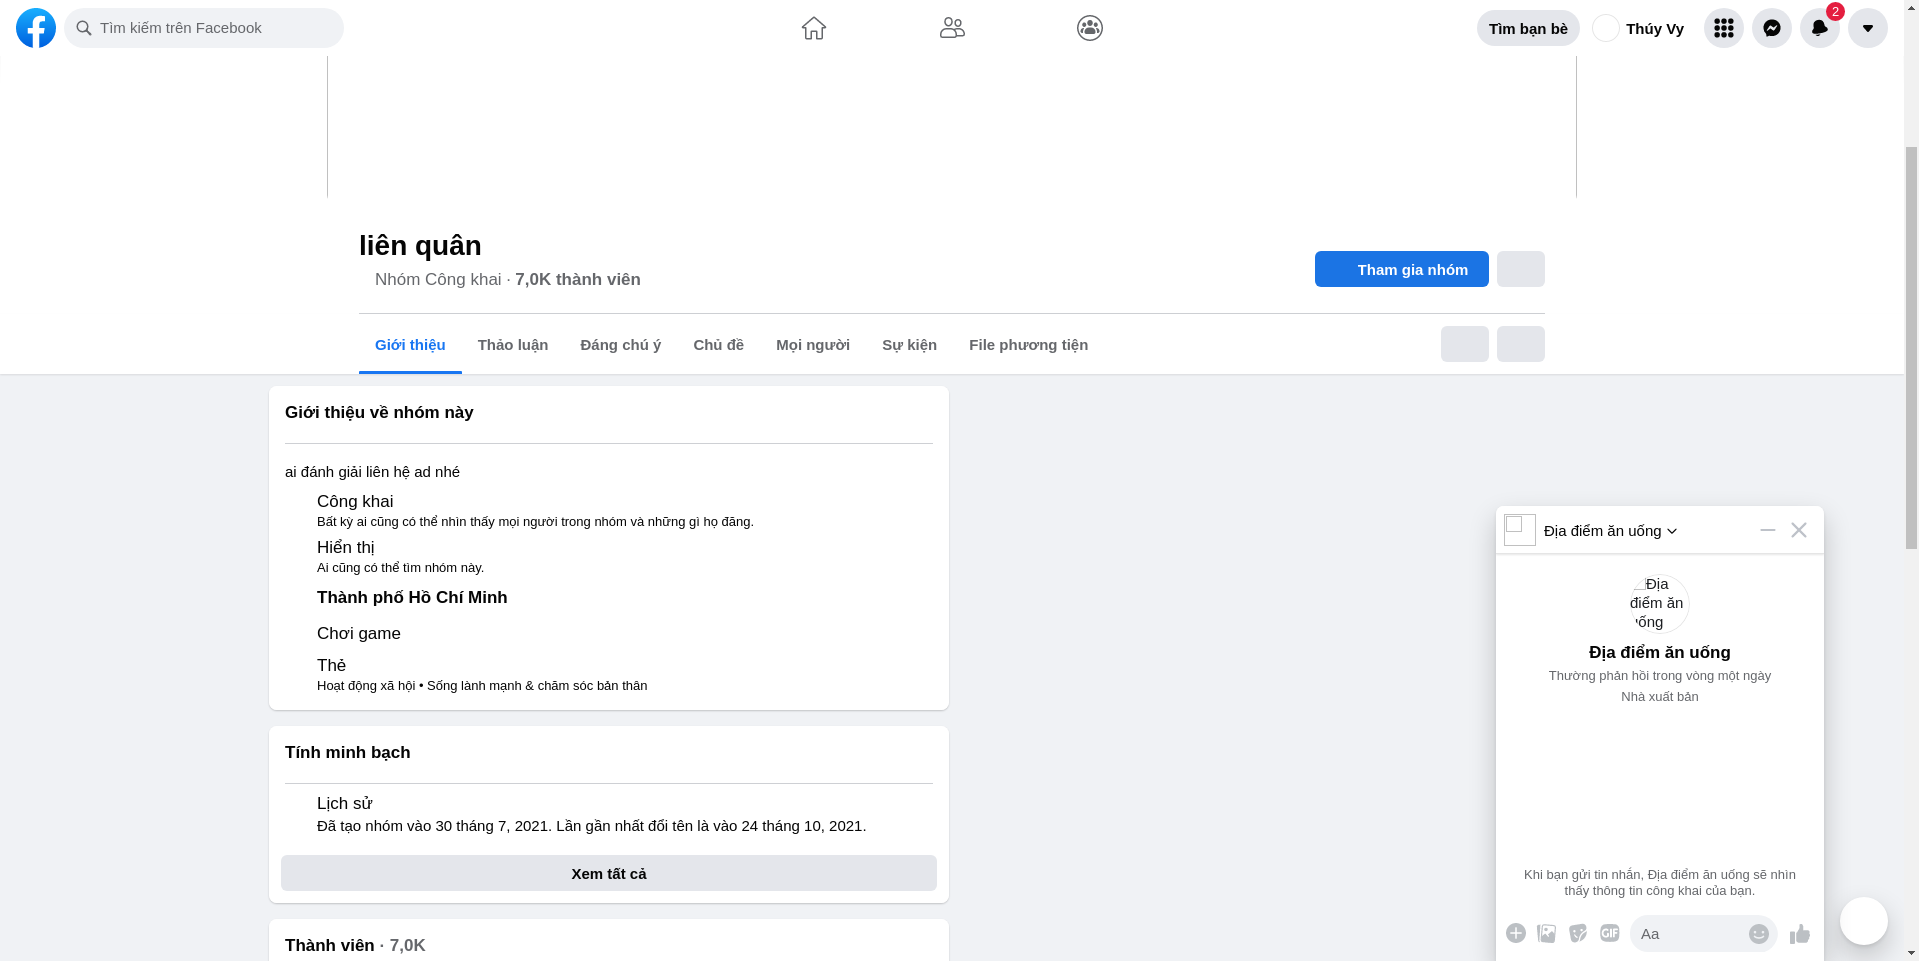 Tìm kiếm trên Facebook
Tìm bạn bè
Thúy Vy
2
liên quân
Nhóm Công khai · 7,0K thành viên
Tham gia nhóm
Giới thiệu
Thảo luận
Đáng chú ý
Chủ đề
Mọi người
Sự kiện
File phương tiện
Giới thiệu về nhóm này
ai đánh giải liên hệ ad nhé
Công khai
Bất kỳ ai cũng có thể nhìn thấy mọi người trong nhóm và những gì họ đăng.
Hiển thị
Ai cũng có thể tìm nhóm này.
Thành phố Hồ Chí Minh
Chơi game
Thẻ
Hoạt động xã hội • Sống lành mạnh & chăm sóc bản thân
Tính minh bạch
Lịch sử
Đã tạo nhóm vào 30 tháng 7, 2021. Lần gần nhất đổi tên là vào 24 tháng 10, 2021.
Xem tất cả
Thành viên · 7,0K
Địa điểm ăn uống
Địa
điểm ăn
uống
Địa điểm ăn uống
Thường phản hồi trong vòng một ngày
Nhà xuất bản
Khi bạn gửi tin nhắn, Địa điểm ăn uống sẽ nhìn
thấy thông tin công khai của bạn.
GIF
Aa